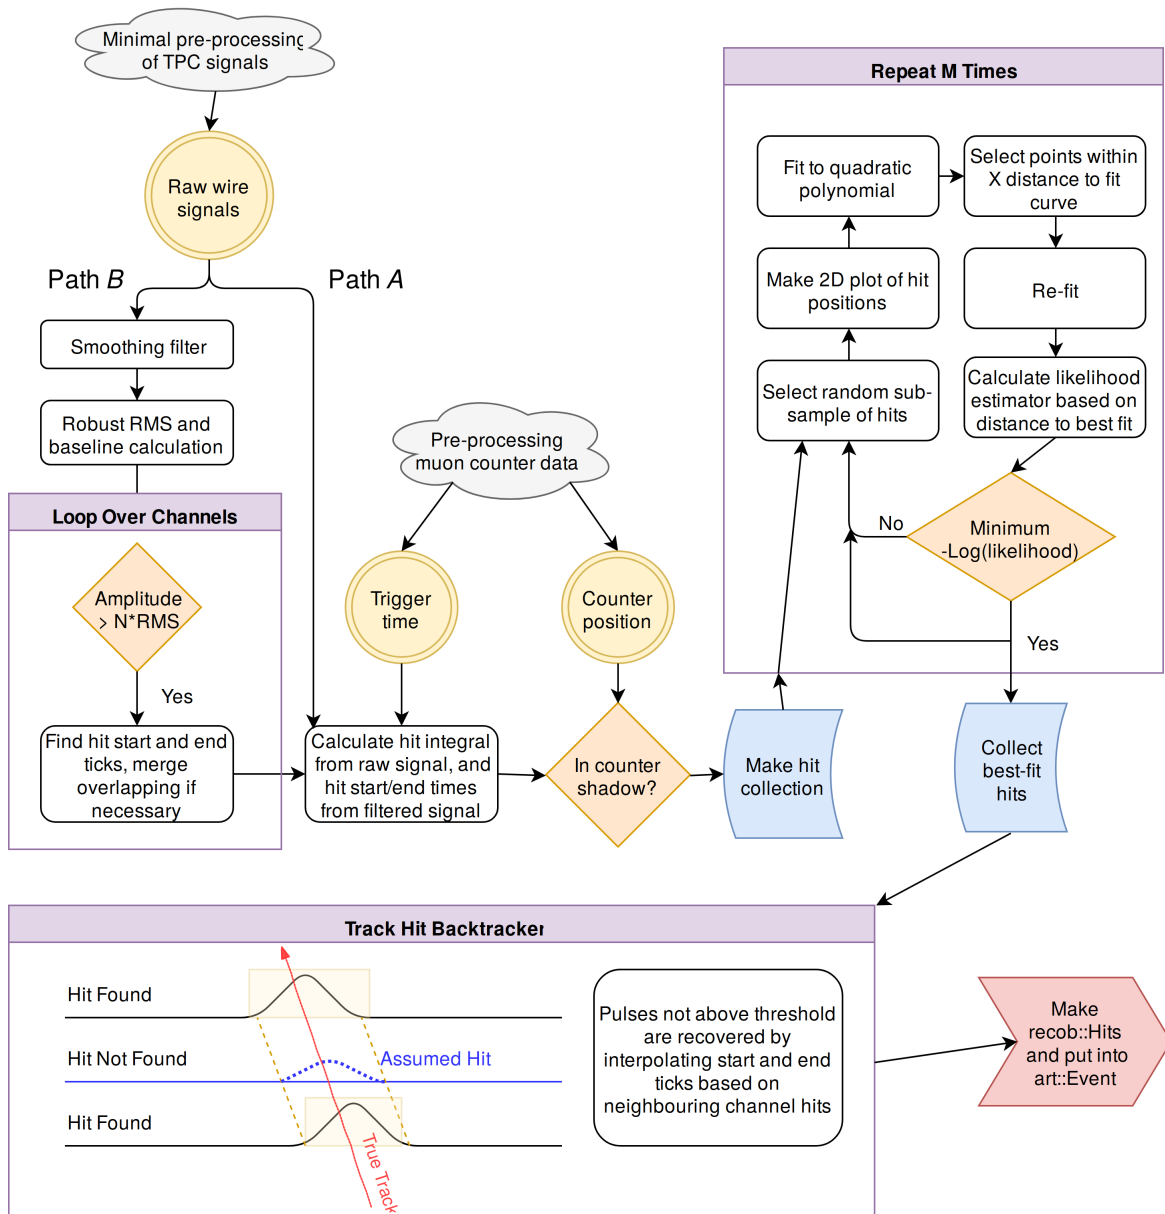 Minimal pre-processing
of TPC signals
Raw wire
signals
Path B
Path A
Smoothing filter
Robust RMS and
baseline calculation
Loop Over Channels
Amplitude
> N*RMS
Yes
Find hit start and end
ticks, merge
overlapping if
necessary
Pre-processing
muon counter data
Trigger
time
Counter
position
Calculate hit integral
from raw signal, and
hit start/end times
from filtered signal
In counter
shadow?
Make hit
collection
Repeat M Times
Fit to quadratic
polynomial
Select points within
X distance to fit
curve
Make 2D plot of hit
positions
Re-fit
Select random sub-
sample of hits
Calculate likelihood
estimator based on
distance to best fit
No
Minimum
-Log(likelihood)
Yes
Collect
best-fit
hits
Track Hit Backtracker
Hit Found
Hit Not Found
Assumed Hit
Hit Found
True Track
Pulses not above threshold
are recovered by
interpolating start and end
ticks based on
neighbouring channel hits
Make
recob::Hits
and put into
art::Event